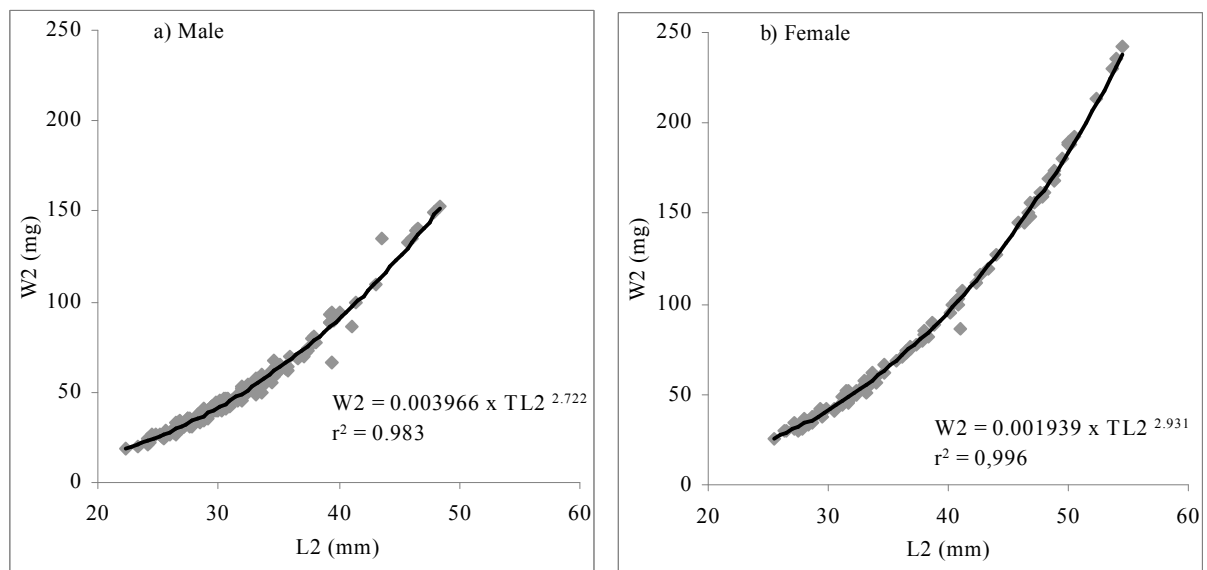 a) Male
250
200
150
100
50
0
W2 (mg)
20 30 40 50 60
L2 (mm)
W2 = 0.003966 x TL2 2.722
r2 = 0.983
b) Female
250
200
150
100
50
0
W2 (mg)
20 30 40 50 60
L2 (mm)
W2 = 0.001939 x TL2 2.931
r2 = 0,996